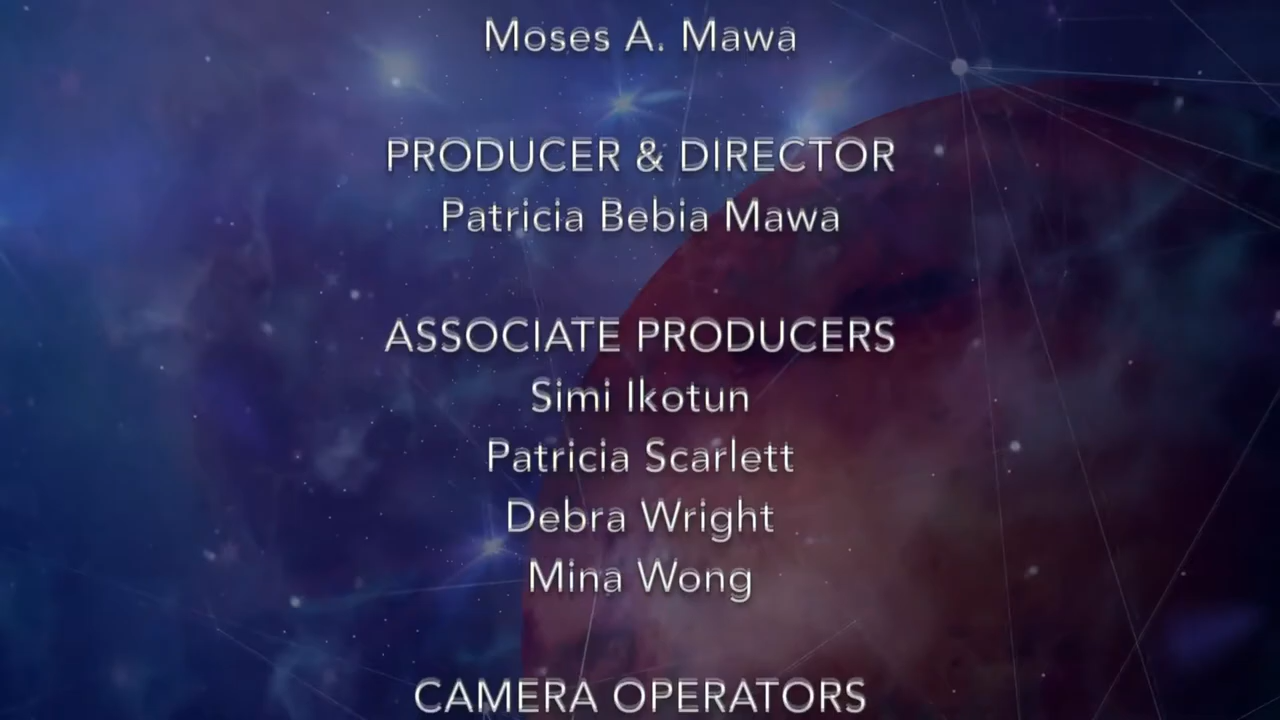 Moses A. Mawa
PRODUCER & DIRECTOR
Patricia Bebia Mawa
ASSOCIATE PRODUCERS
Simi Ikotun
Patricia Scarlett
Debra Wright
Mina Wong
CAMERA OPERATORS